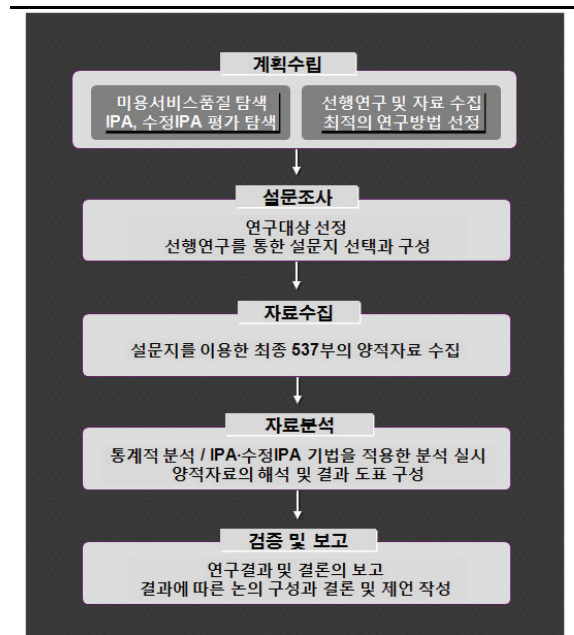 계획수립
미용서비스품질 탐색
IPA, 수정IPA 평가 탐색
선행연구 및 자료 수집
최적의 연구방법 선정
설문조사
연구대상 선정
선행연구를 통한 설문지 선택과 구성
자료수집
설문지를 이용한 최종 537부의 양적자료 수집
자료분석
통계적 분석 / IPA·수정IPA 기법을 적용한 분석 실시
양적자료의 해석 및 결과 도표 구성
검증 및 보고
연구결과 및 결론의 보고
결과에 따른 논의 구성과 결론 및 제언 작성